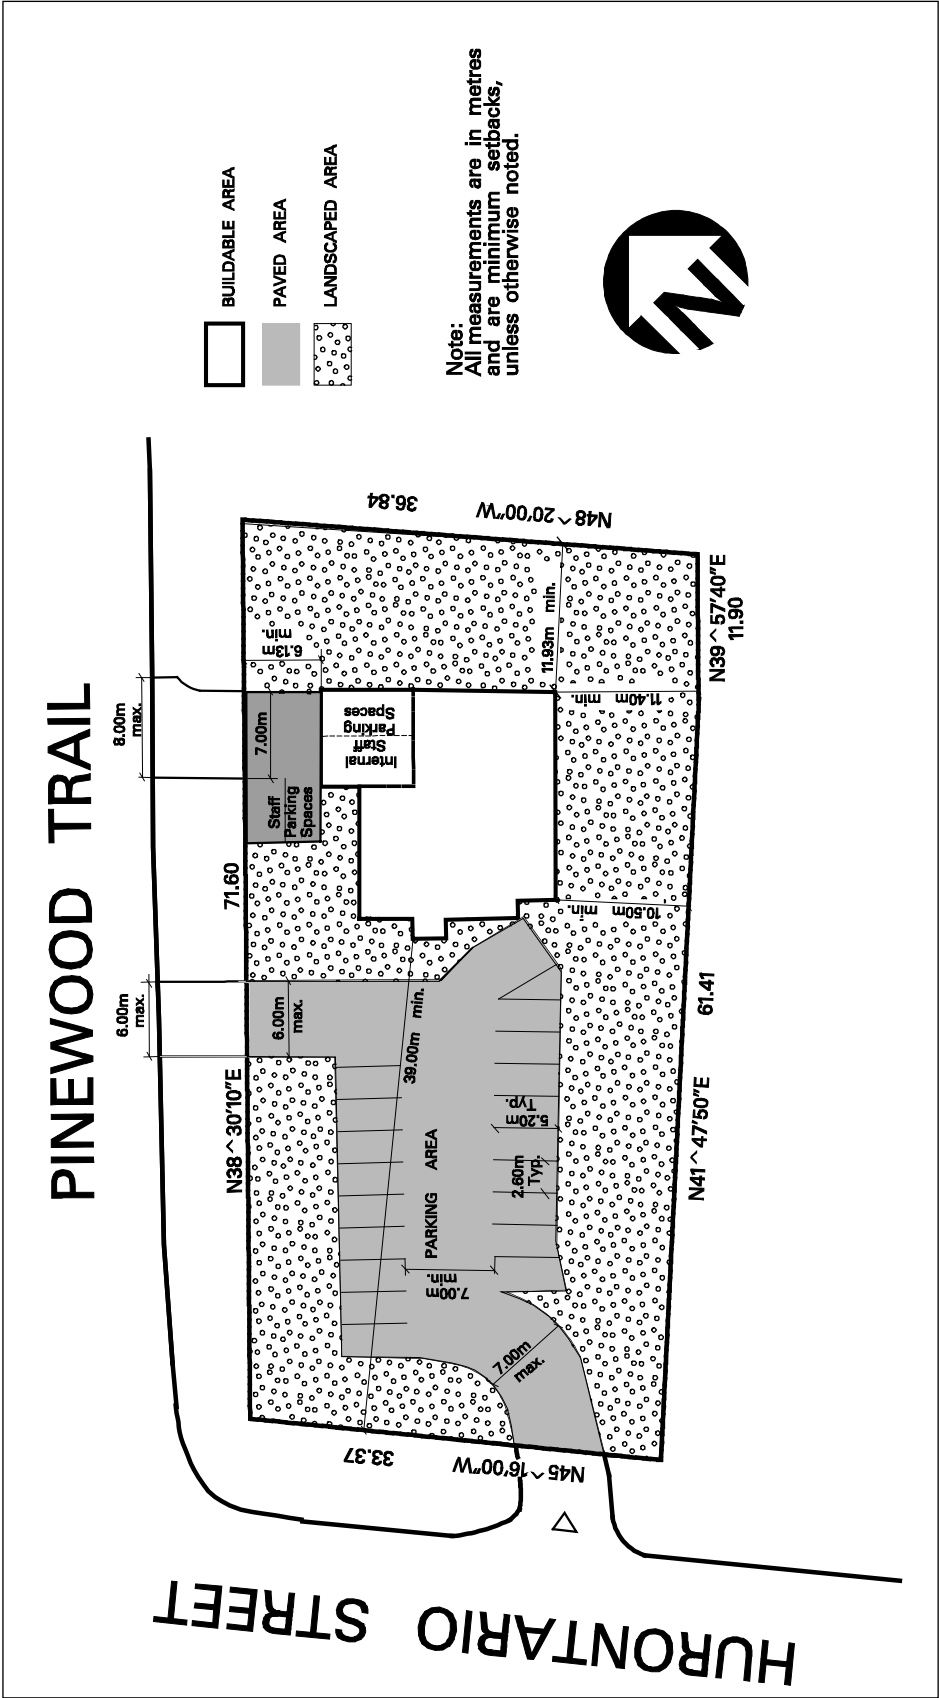 PINEWOOD TRAIL
HURONTARIO STREET
BUILDABLE AREA
PAVED AREA
LANDSCAPED AREA
Note:
All measurements are in metres
and are minimum setbacks,
unless otherwise noted.
N
36.84
N48^20'00"W
N39^57'40"E
11.90
11.93m min.
11.40m min.
10.50m min.
6.13m
min.
8.00m
max.
7.00m
Internal
Staff
Parking
Spaces
Staff
Parking
Spaces
71.60
N38^30'10"E
6.00m
max.
6.00m
max.
39.00m min.
61.41
N41^47'50"E
5.20m
Typ.
2.60m
Typ.
PARKING AREA
7.00m
min.
7.00m
max.
33.37
N45^16'00"W